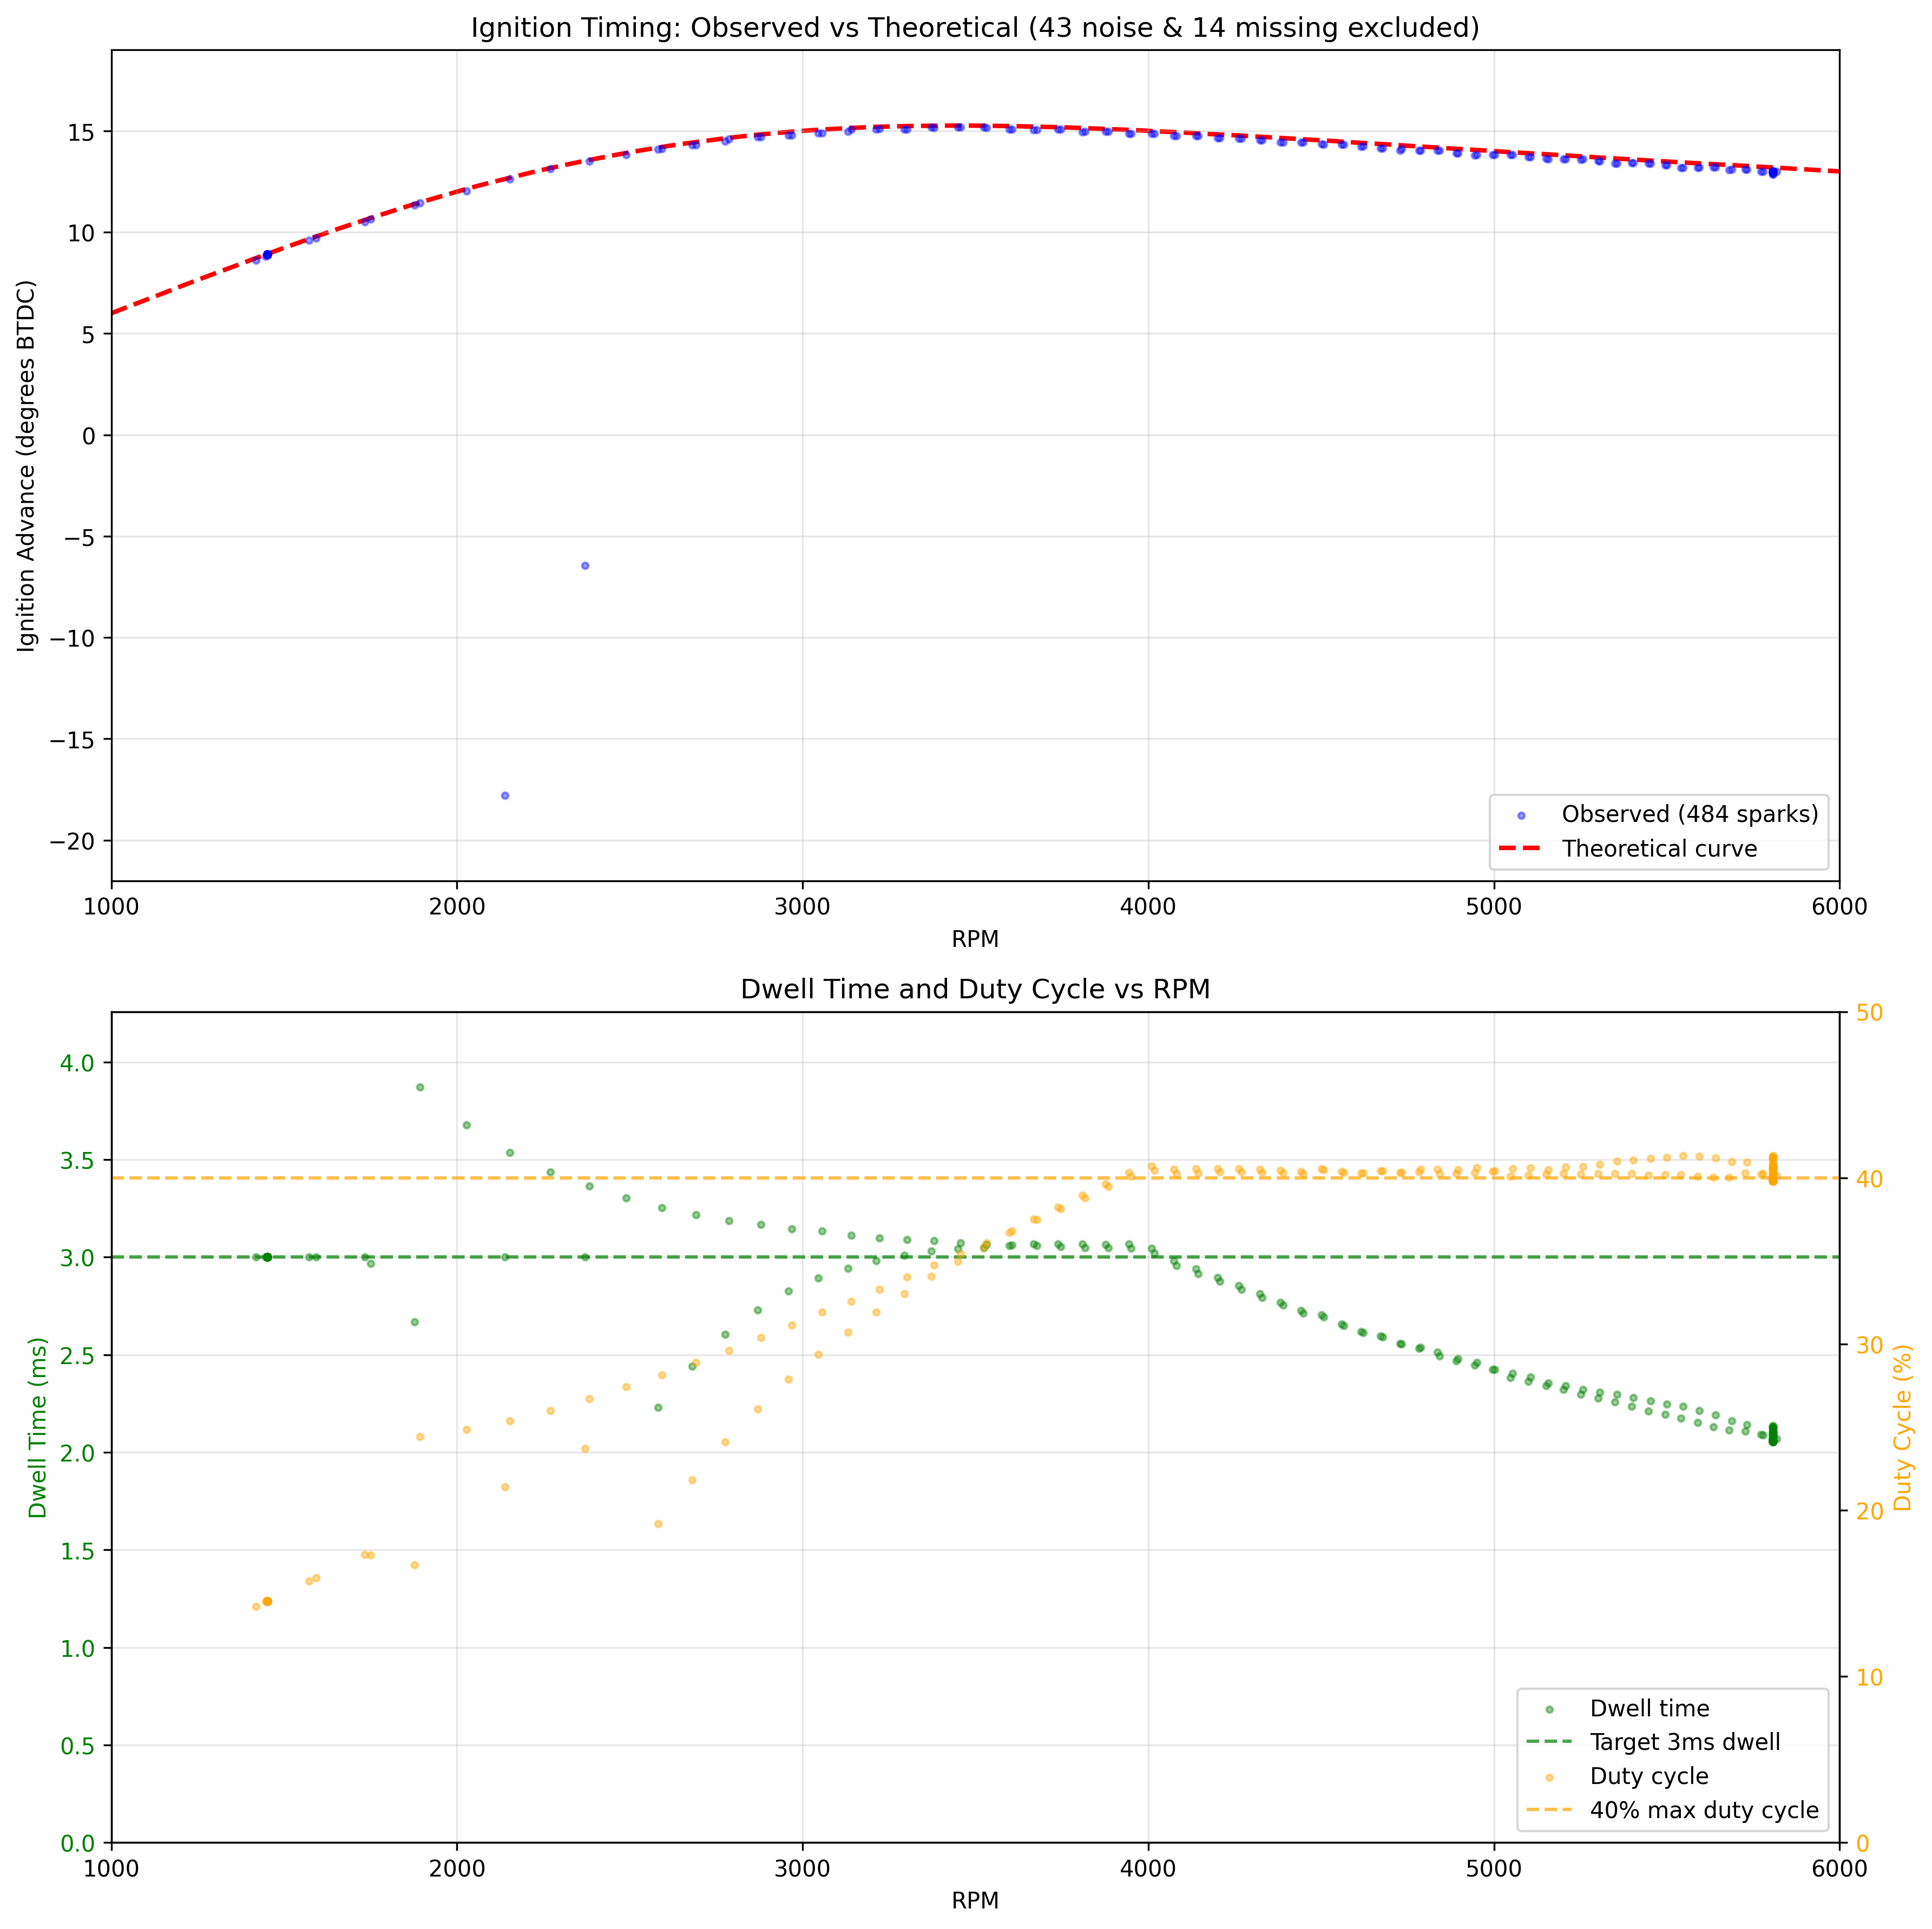 Ignition Timing: Observed vs Theoretical (43 noise & 14 missing excluded)
Ignition Advance (degrees BTDC)
15
10
5
0
−5
−10
−15
−20
Observed (484 sparks)
Theoretical curve
1000 2000 3000 4000 5000 6000
RPM
Dwell Time and Duty Cycle vs RPM
Dwell Time (ms)
4.0
3.5
3.0
2.5
2.0
1.5
1.0
0.5
0.0
50
40
30
20
10
0
Duty Cycle (%)
Dwell time
Target 3ms dwell
Duty cycle
40% max duty cycle
1000 2000 3000 4000 5000 6000
RPM